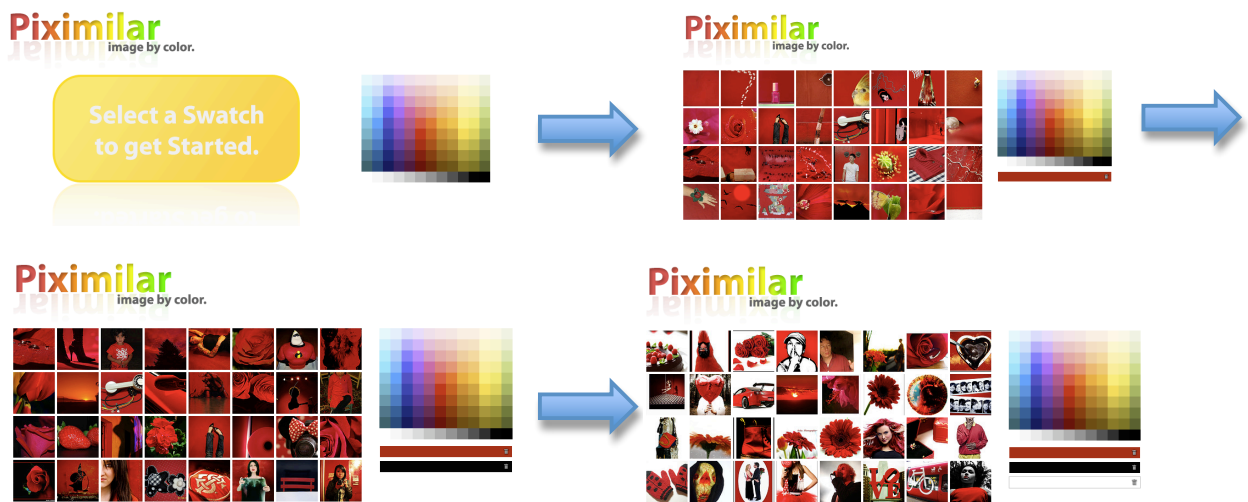 Piximilar
image by color.
Select a Swatch
to get Started.
Piximilar
image by color.
Piximilar
image by color.
Piximilar
image by color.
LOVE